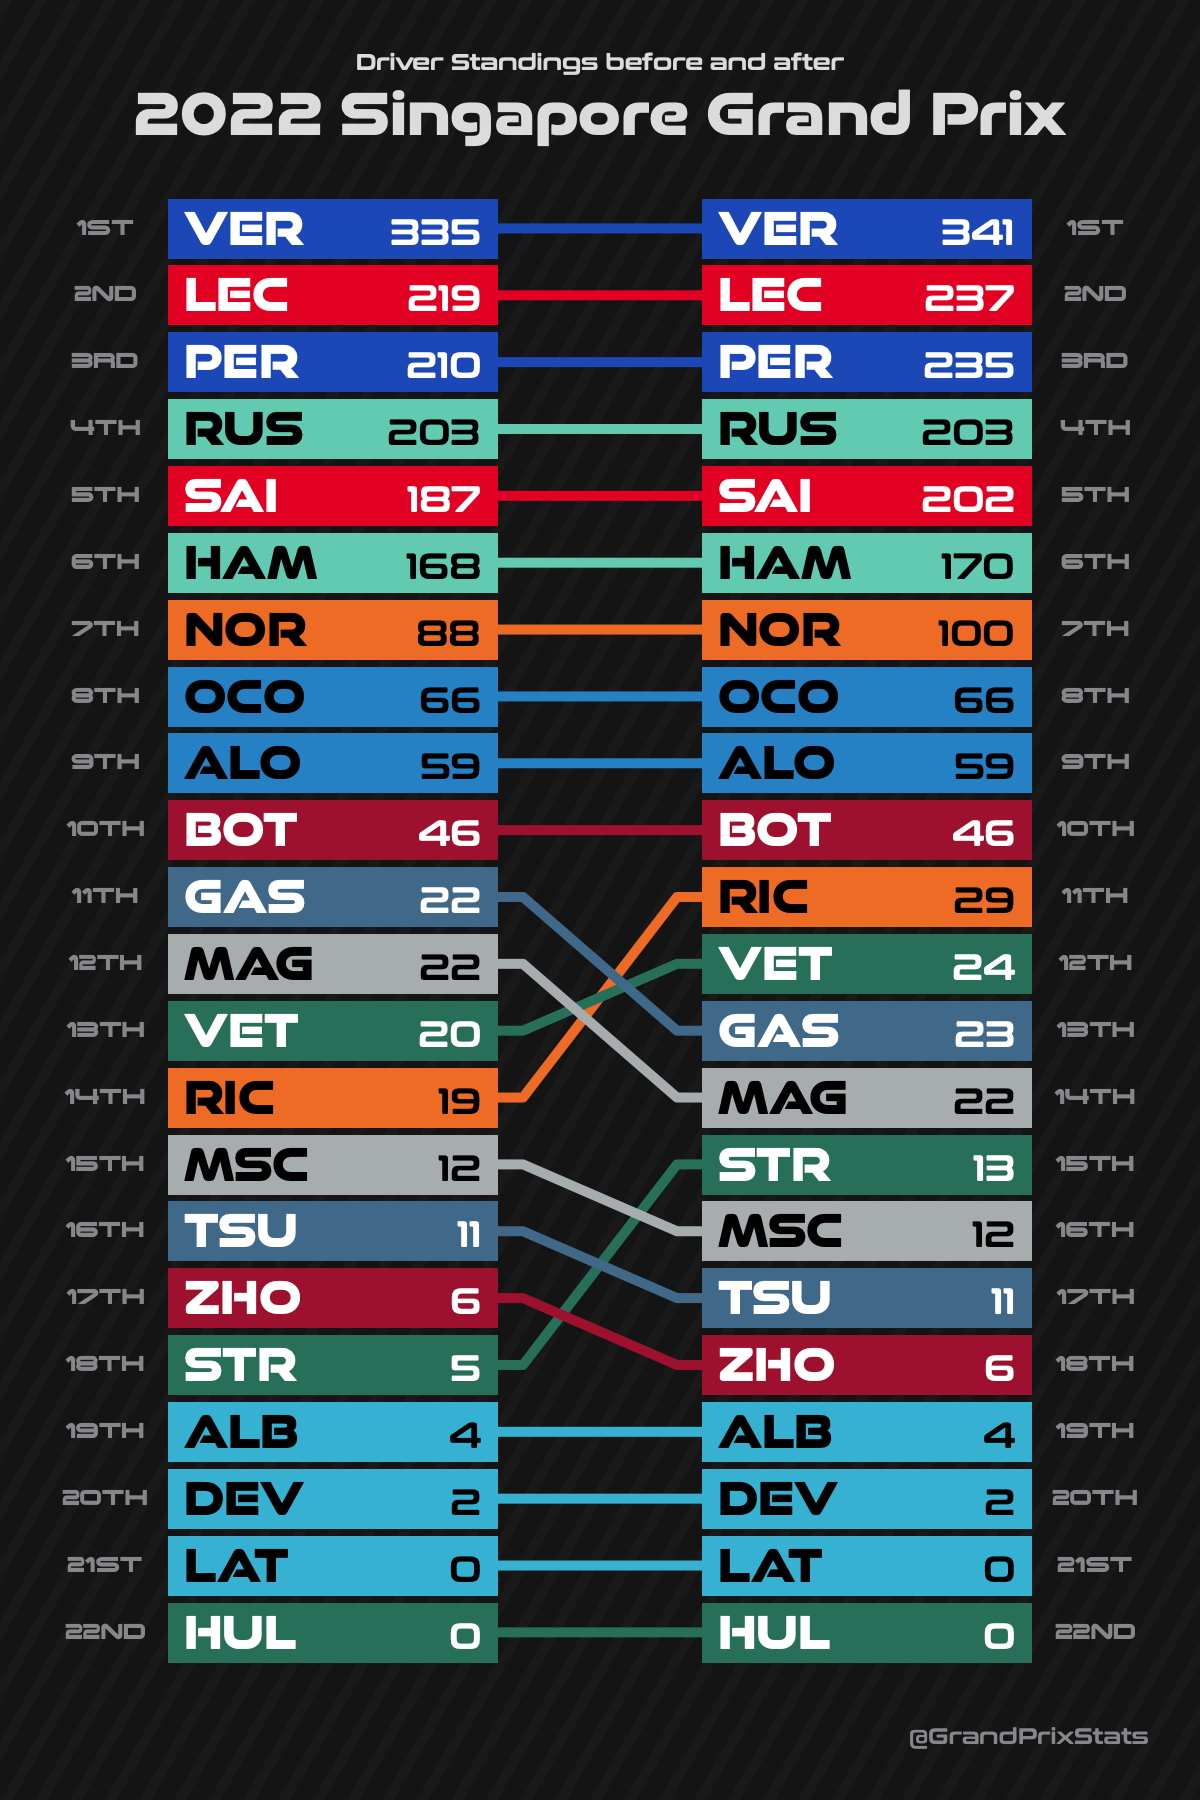 Driver Standings before and after
2022 Singapore Grand Prix
1ST VER 335 VER 341 1ST
2ND LEC 219 LEC 237 2ND
3RD PER 210 PER 235 3RD
4TH RUS 203 RUS 203 4TH
5TH SAI 187 SAI 202 5TH
6TH HAM 168 HAM 170 6TH
7TH NOR 88 NOR 100 7TH
8TH OCO 66 OCO 66 8TH
9TH ALO 59 ALO 59 9TH
10TH BOT 46 BOT 46 10TH
11TH GAS 22 RIC 29 11TH
12TH MAG 22 VET 24 12TH
13TH VET 20 GAS 23 13TH
14TH RIC 19 MAG 22 14TH
15TH MSC 12 STR 13 15TH
16TH TSU 11 MSC 12 16TH
17TH ZHO 6 TSU 11 17TH
18TH STR 5 ZHO 6 18TH
19TH ALB 4 ALB 4 19TH
20TH DEV 2 DEV 2 20TH
21ST LAT 0 LAT 0 21ST
22ND HUL 0 HUL 0 22ND
@GrandPrixStats